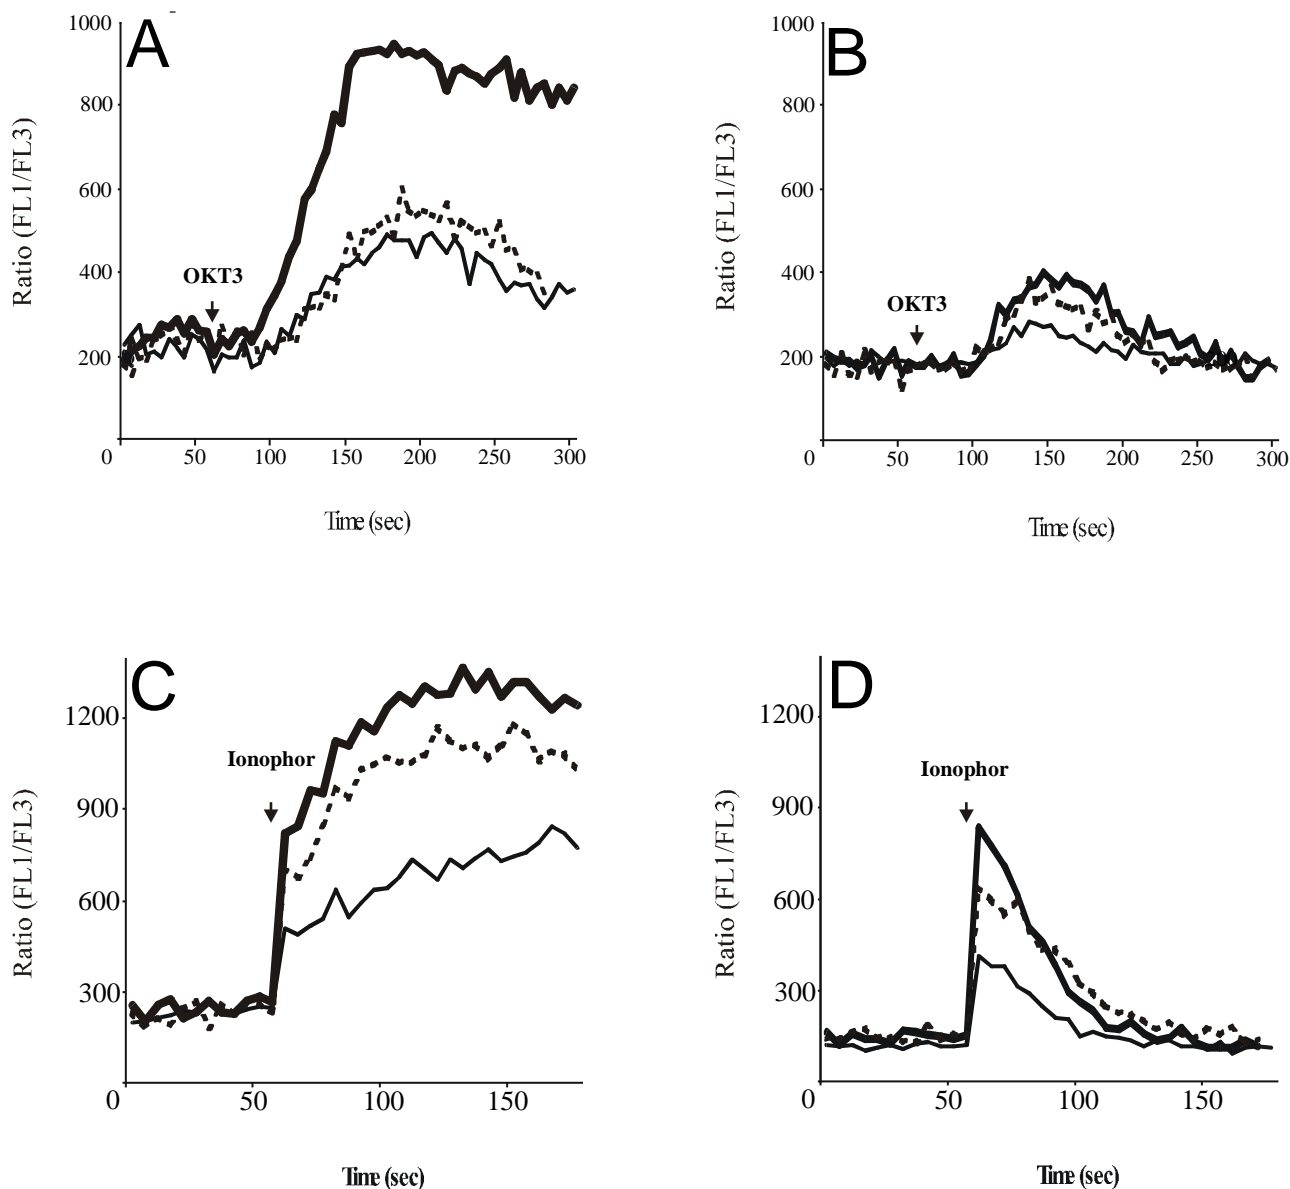 A
1000
800
600
400
200
Ratio (FL1/FL3)
OKT3
0 50 100 150 200 250 300
Time (sec)
B
1000
800
600
400
200
Ratio (FL1/FL3)
OKT3
0 50 100 150 200 250 300
Time (sec)
C
1200
900
600
300
Ratio (FL1/FL3)
Ionophor
0 50 100 150
Time (sec)
D
1200
900
600
300
Ratio (FL1/FL3)
Ionophor
0 50 100 150
Time (sec)